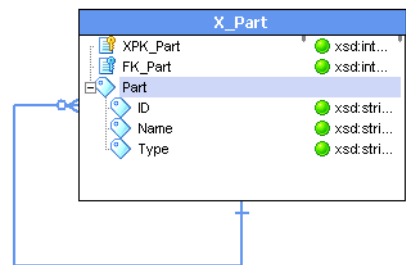 X_Part
XPK_Part xsd:int...
FK_Part xsd:int...
Part
ID xsd:stri...
Name xsd:stri...
Type xsd:stri...